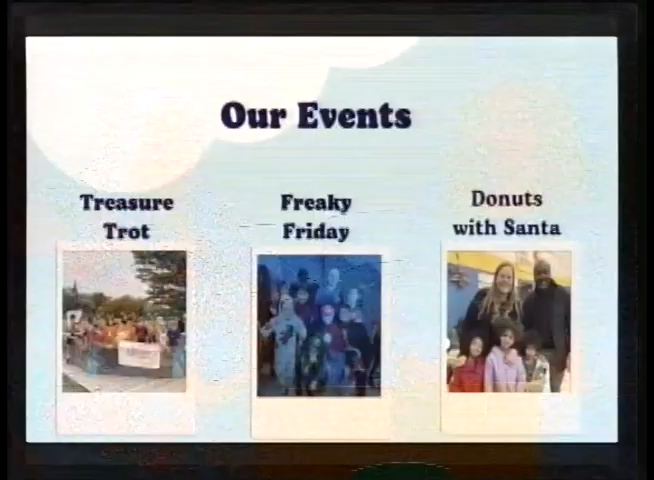 Our Events
Treasure
Trot
Freaky
Friday
Donuts
with Santa